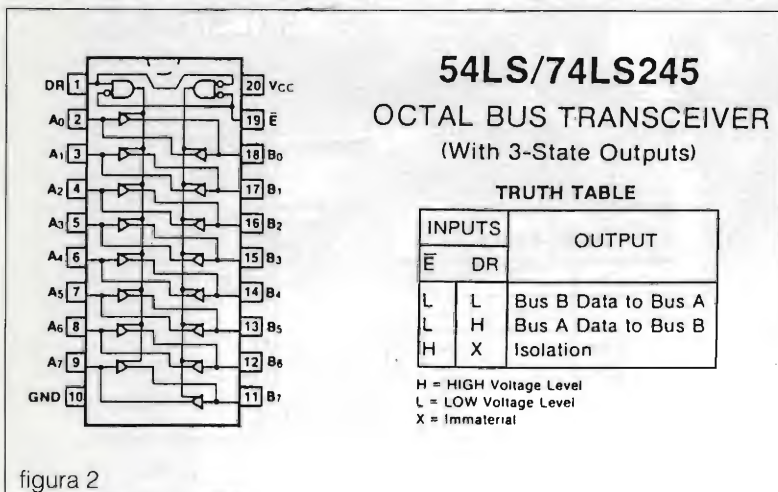 54LS/74LS245
OCTAL BUS TRANSCEIVER
(With 3-State Outputs)
DR 1 20 VCC
A0 2 19 E̅
A1 3 18 B0
A2 4 17 B1
A3 5 16 B2
A4 6 15 B3
A5 7 14 B4
A6 8 13 B5
A7 9 12 B6
GND 10 11 B7
TRUTH TABLE
INPUTS OUTPUT
E̅ DR
L L Bus B Data to Bus A
L H Bus A Data to Bus B
H X Isolation
H = HIGH Voltage Level
L = LOW Voltage Level
X = Immaterial
figura 2